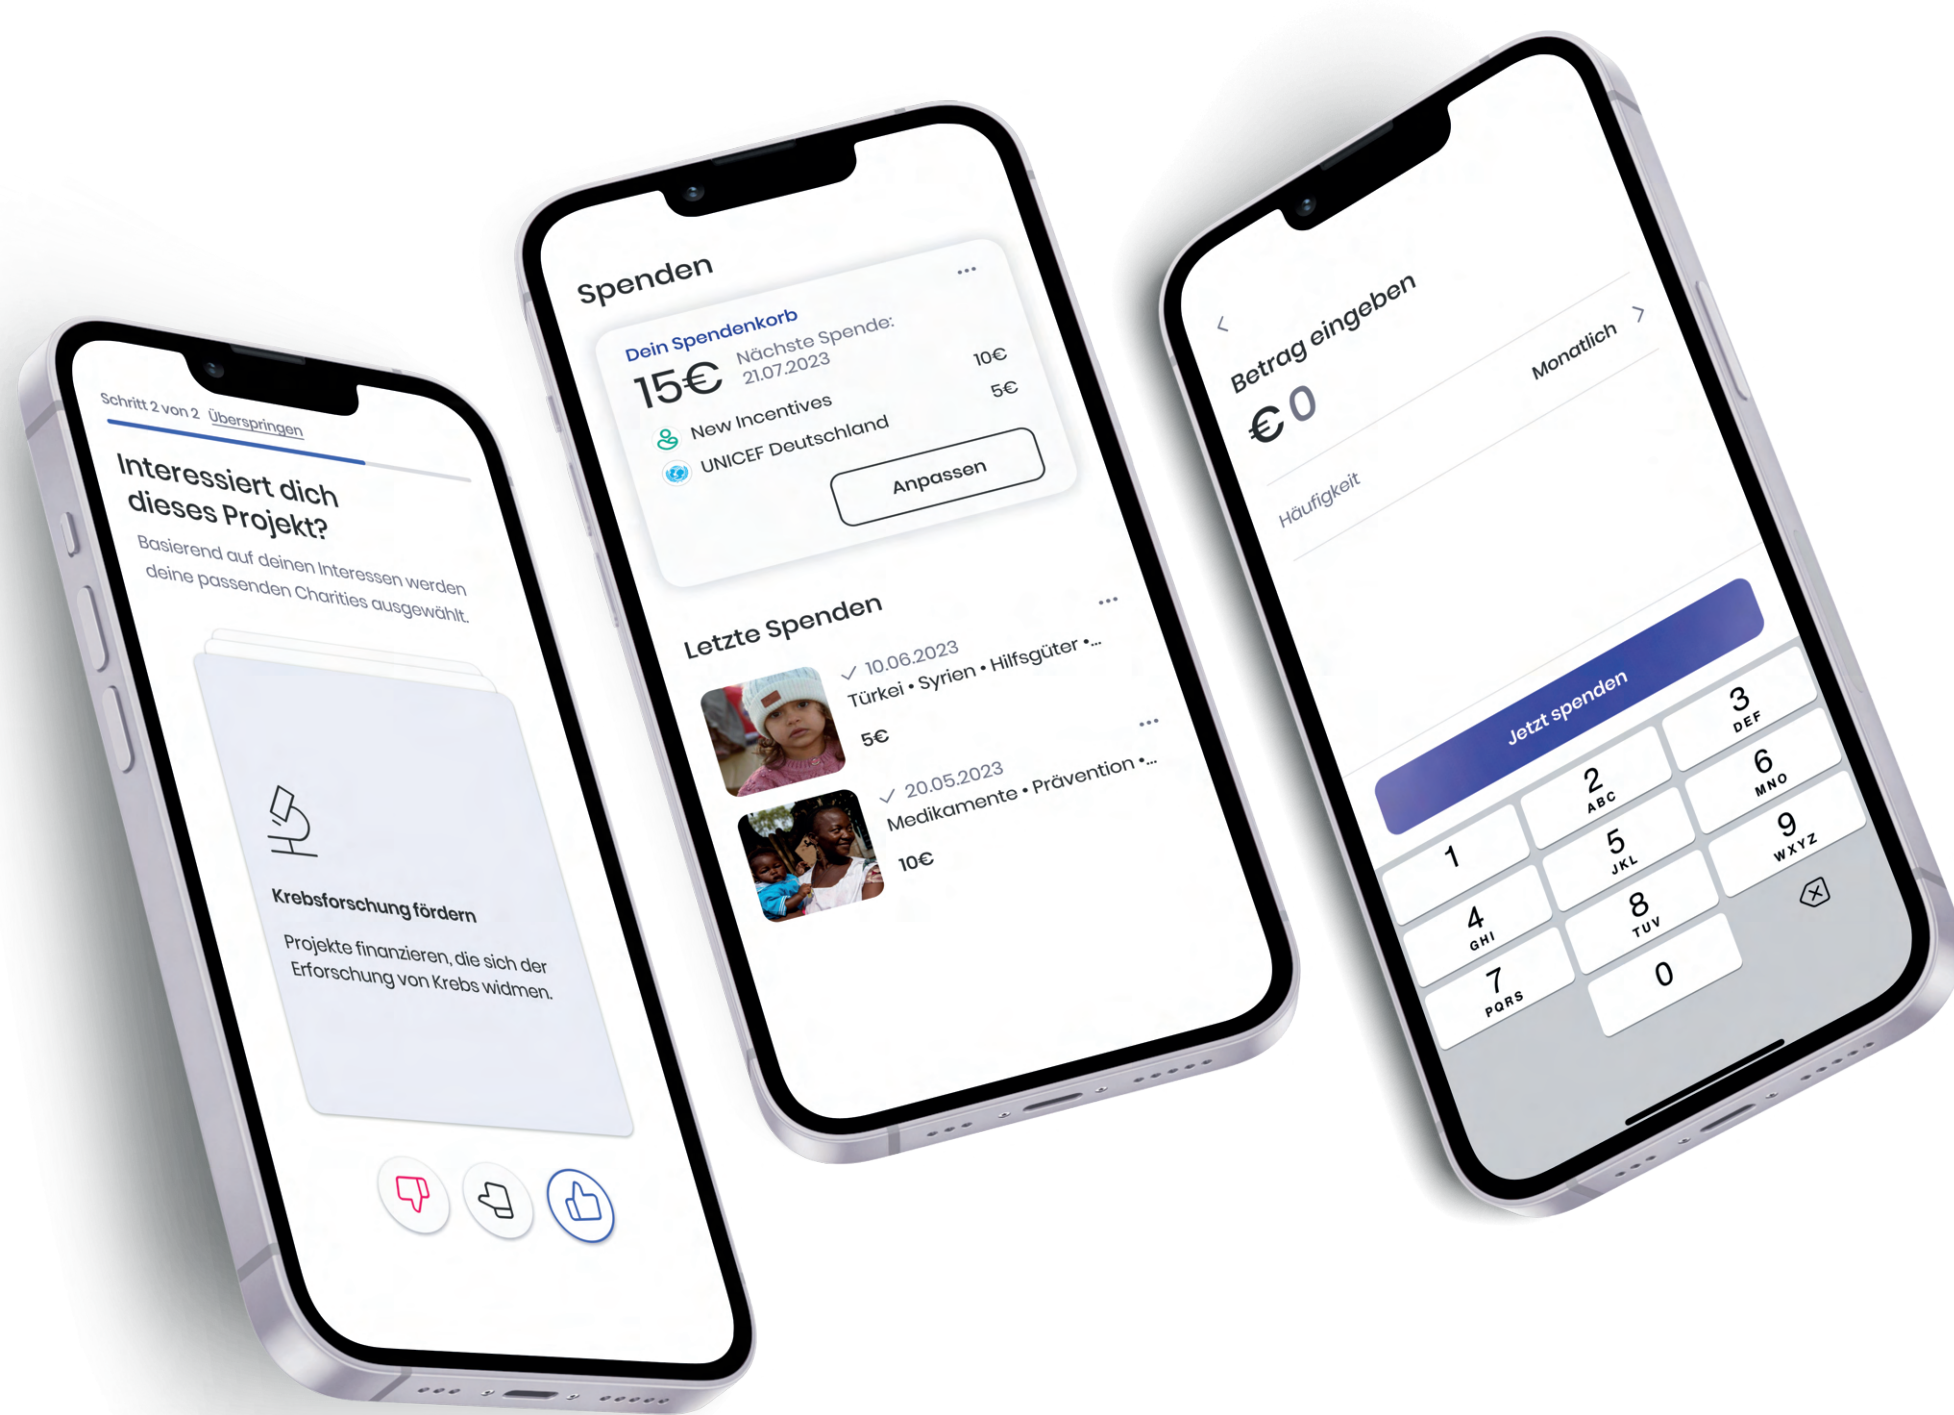 Schritt 2 von 2 Überspringen
Interessiert dich
dieses Projekt?
Basierend auf deinen Interessen werden
deine passenden Charities ausgewählt.
Krebsforschung fördern
Projekte finanzieren, die sich der
Erforschung von Krebs widmen.
Spenden
Dein Spendenkorb
15€ Nächste Spende:
21.07.2023
New Incentives 10€
UNICEF Deutschland 5€
Anpassen
Letzte Spenden
10.06.2023
Türkei • Syrien • Hilfsgüter •...
5€
20.05.2023
Medikamente • Prävention •...
10€
Betrag eingeben
€ 0
Häufigkeit Monatlich
Jetzt spenden
1
2 ABC
3 DEF
4 GHI
5 JKL
6 MNO
7 PQRS
8 TUV
9 WXYZ
0